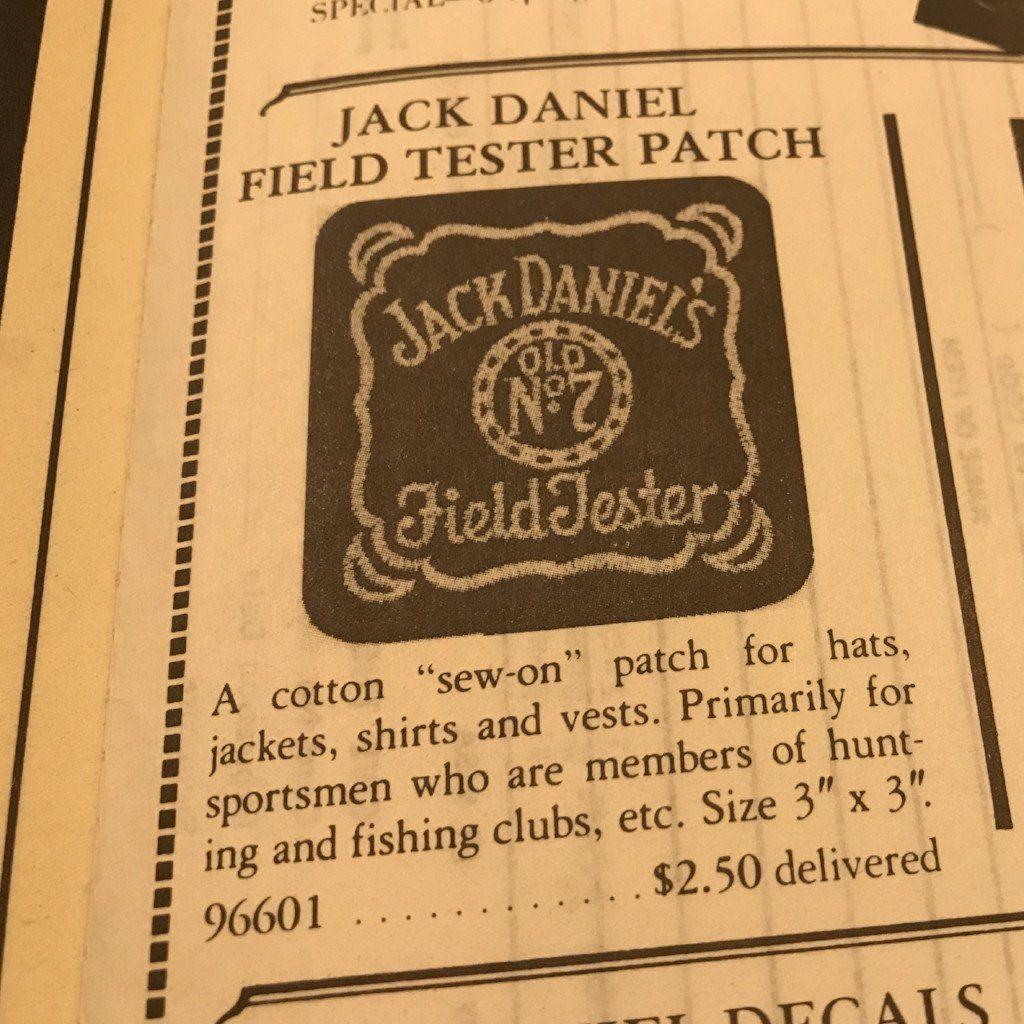 SPECIAL
JACK DANIEL
FIELD TESTER PATCH
JACK DANIEL'S
OLD
No. 7
Field Tester
A cotton “sew-on” patch for hats,
jackets, shirts and vests. Primarily for
sportsmen who are members of hunt-
ing and fishing clubs, etc. Size 3" x 3".
96601 . . . . . . . . . . . . . $2.50 delivered
DECALS